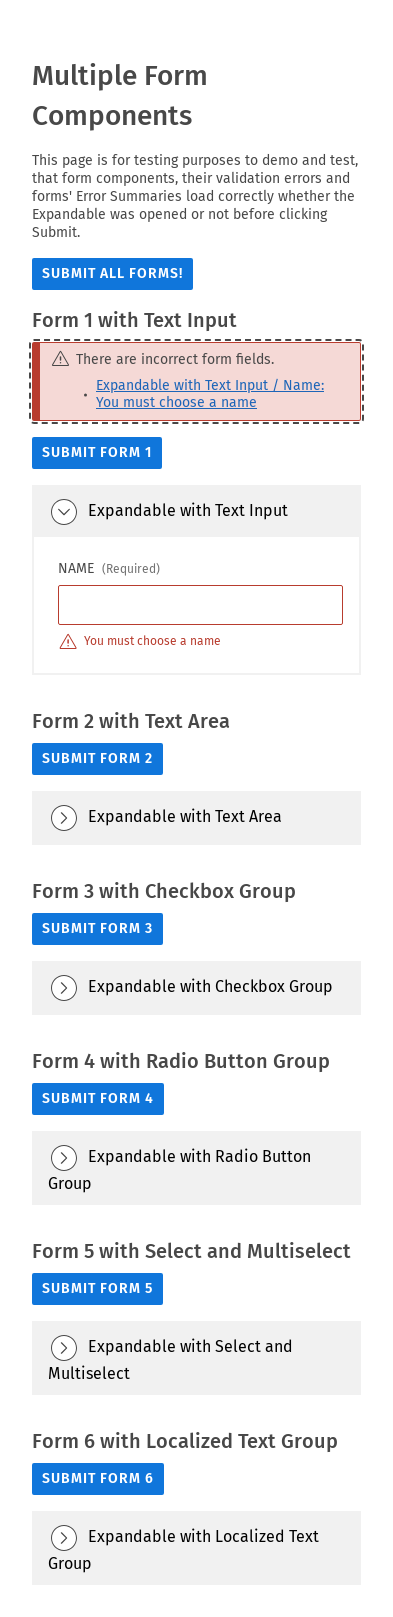 Multiple Form
Components
This page is for testing purposes to demo and test,
that form components, their validation errors and
forms' Error Summaries load correctly whether the
Expandable was opened or not before clicking
Submit.
SUBMIT ALL FORMS!
Form 1 with Text Input
There are incorrect form fields.
• Expandable with Text Input / Name:
You must choose a name
SUBMIT FORM 1
Expandable with Text Input
NAME (Required)
You must choose a name
Form 2 with Text Area
SUBMIT FORM 2
Expandable with Text Area
Form 3 with Checkbox Group
SUBMIT FORM 3
Expandable with Checkbox Group
Form 4 with Radio Button Group
SUBMIT FORM 4
Expandable with Radio Button
Group
Form 5 with Select and Multiselect
SUBMIT FORM 5
Expandable with Select and
Multiselect
Form 6 with Localized Text Group
SUBMIT FORM 6
Expandable with Localized Text
Group